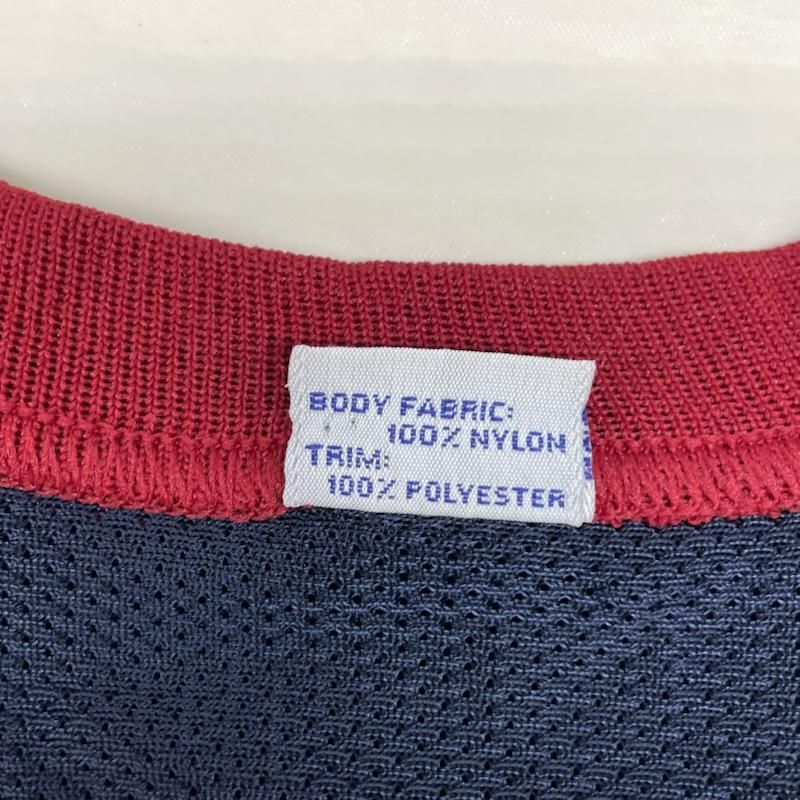 BODY FABRIC:
100% NYLON
TRIM:
100% POLYESTER